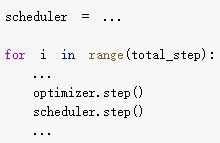 scheduler = ...
for i in range(total_step):
    ...
    optimizer.step()
    scheduler.step()
    ...